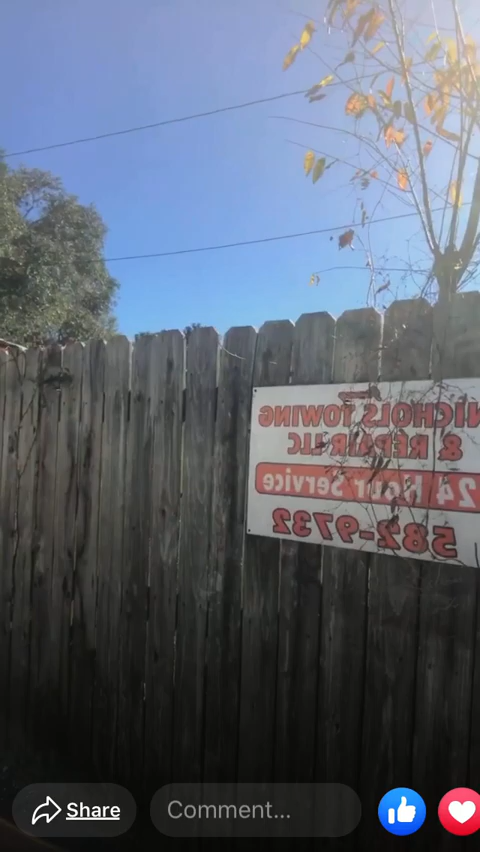 NICHOLS TOWING
& REPAIR LLC
24 Hour Service
582-9732
Share
Comment...